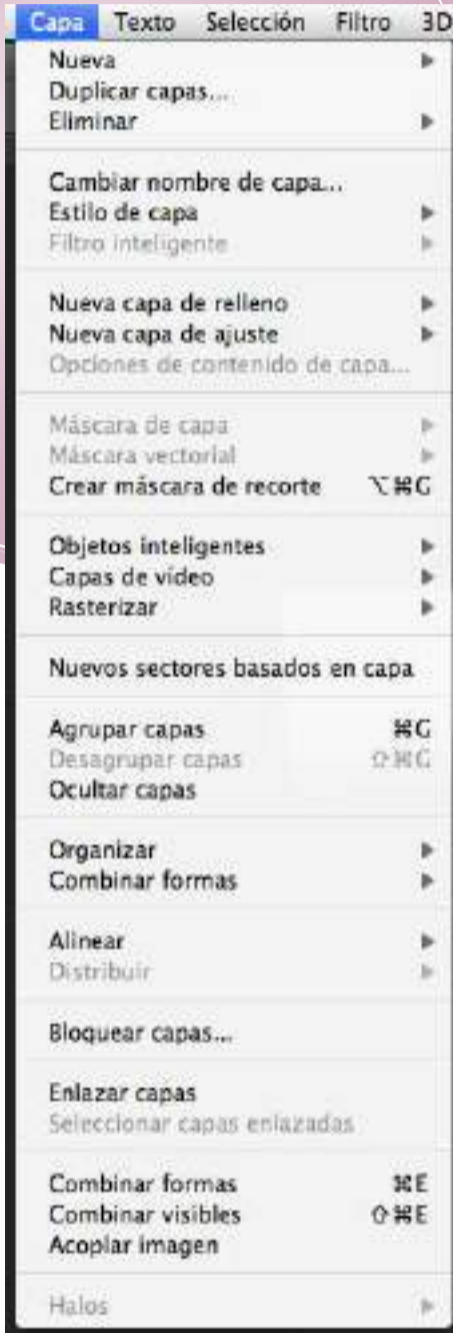 Capa Texto Selección Filtro 3D
Nueva
Duplicar capas...
Eliminar
Cambiar nombre de capa...
Estilo de capa
Filtro inteligente
Nueva capa de relleno
Nueva capa de ajuste
Opciones de contenido de capa...
Máscara de capa
Máscara vectorial
Crear máscara de recorte ⌥⌘G
Objetos inteligentes
Capas de vídeo
Rasterizar
Nuevos sectores basados en capa
Agrupar capas ⌘G
Desagrupar capas ⇧⌘G
Ocultar capas
Organizar
Combinar formas
Alinear
Distribuir
Bloquear capas...
Enlazar capas
Seleccionar capas enlazadas
Combinar formas ⌘E
Combinar visibles ⇧⌘E
Acoplar imagen
Halos